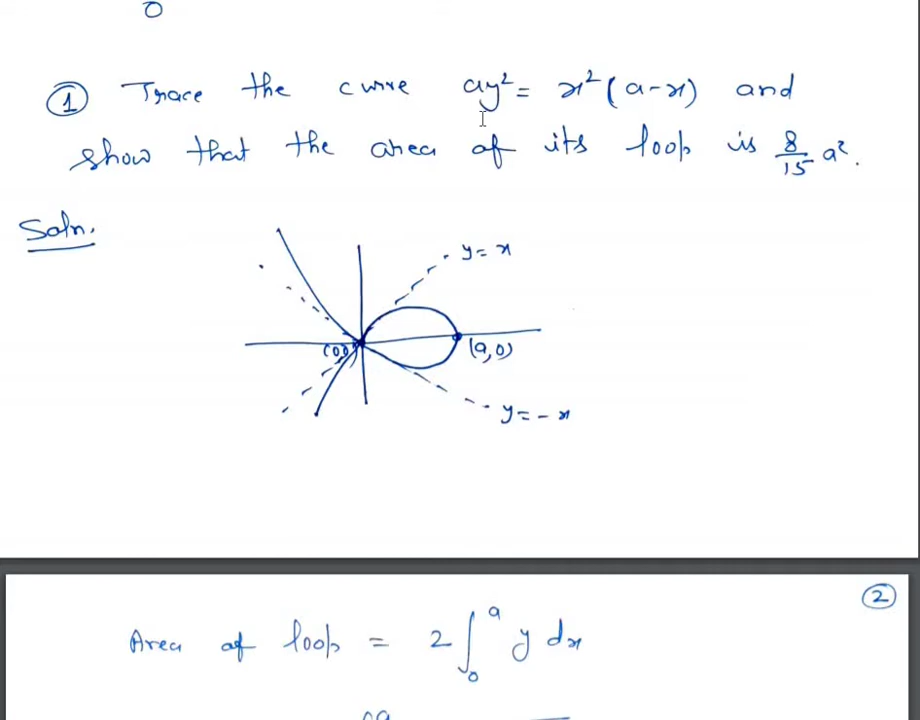 0
① Trace the curve ay² = x²(a-x) and
show that the area of its loop is 8/15 a².
Soln.
y = x
(0,0)
(a,0)
y = - x
②
Area of loop = 2 ∫₀ᵃ y dx